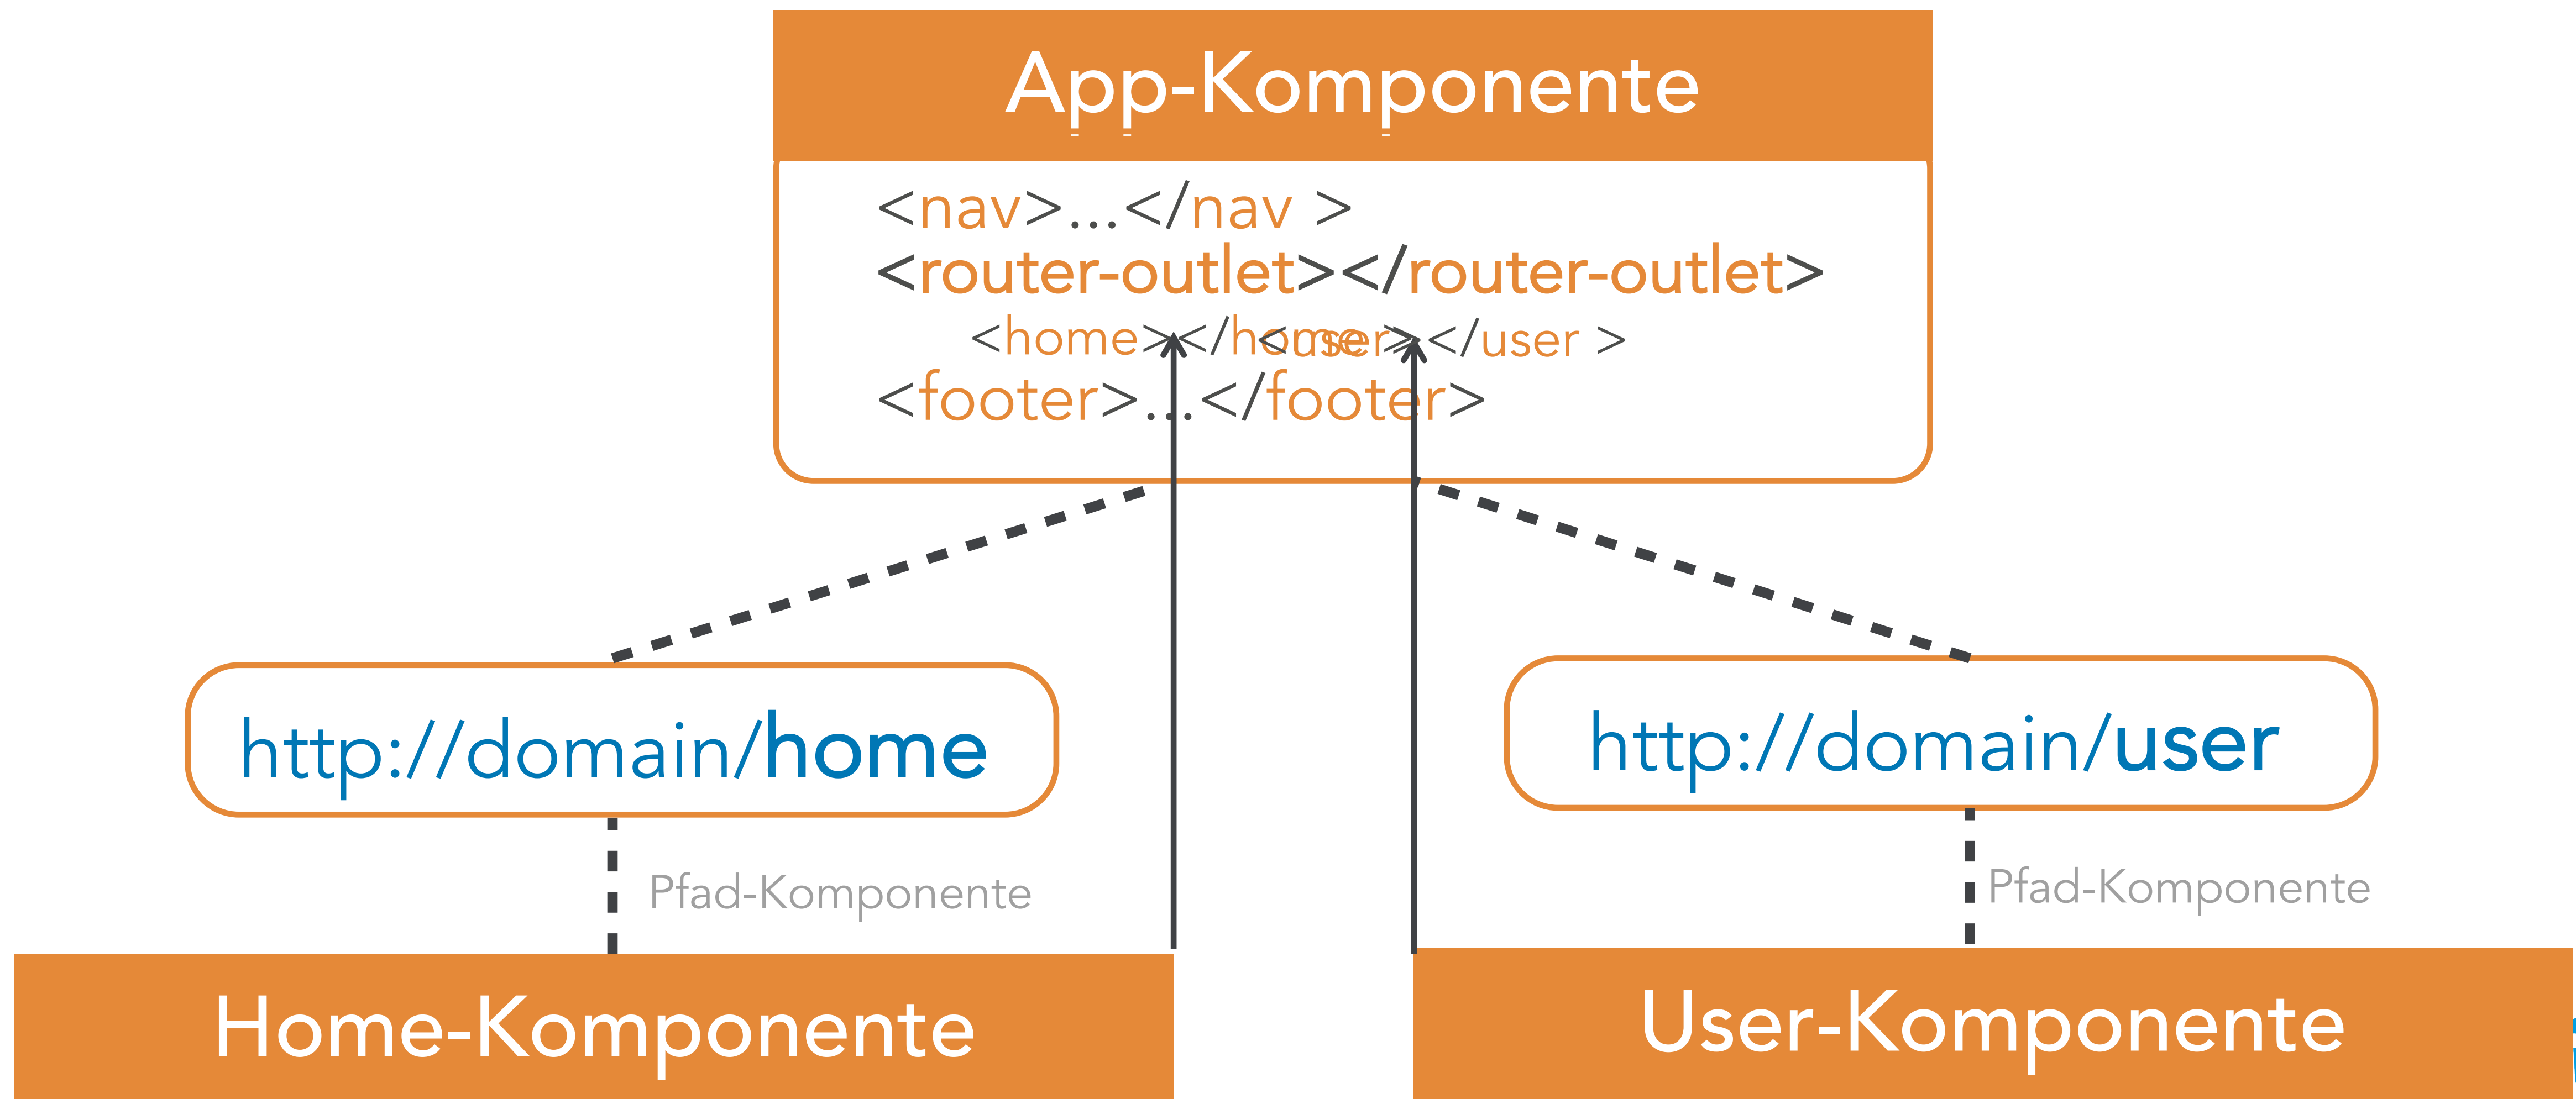 App-Komponente
<nav>...</nav >
<router-outlet></router-outlet>
<home></home> <user></user >
<footer>...</footer>
http://domain/home
http://domain/user
Pfad-Komponente
Pfad-Komponente
Home-Komponente
User-Komponente